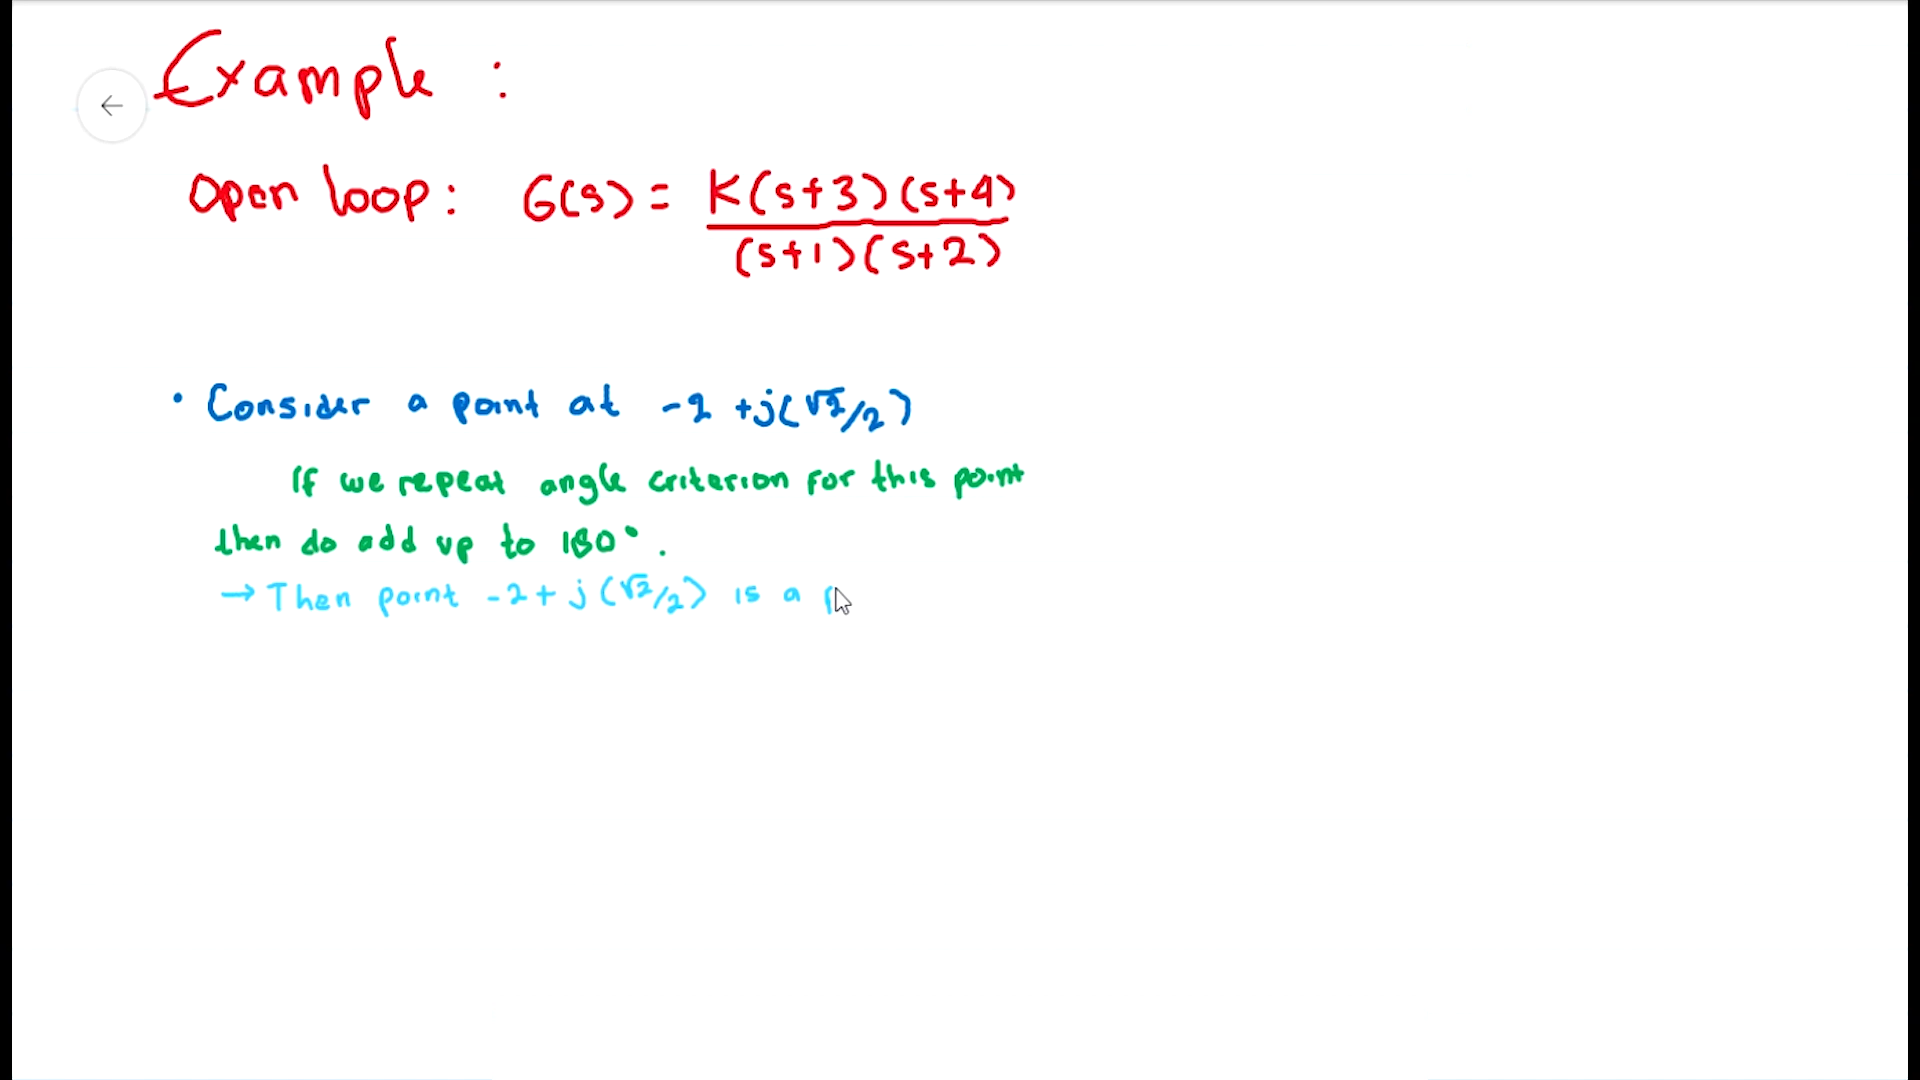 Example :
Open loop: G(s) = K(s+3)(s+4)
(s+1)(s+2)
• Consider a point at -2 +j(√2/2)
If we repeat angle criterion for this point
then do add up to 180°.
→ Then point -2 + j(√2/2) is a